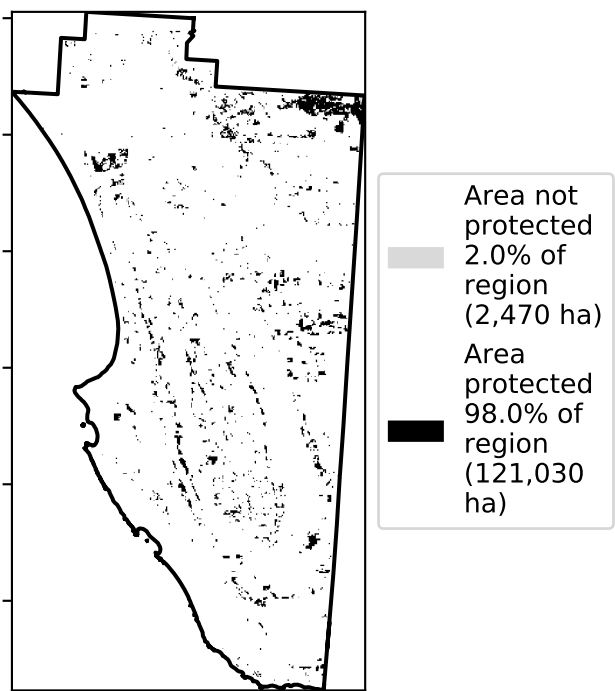 Area not
protected
2.0% of
region
(2,470 ha)
Area
protected
98.0% of
region
(121,030
ha)